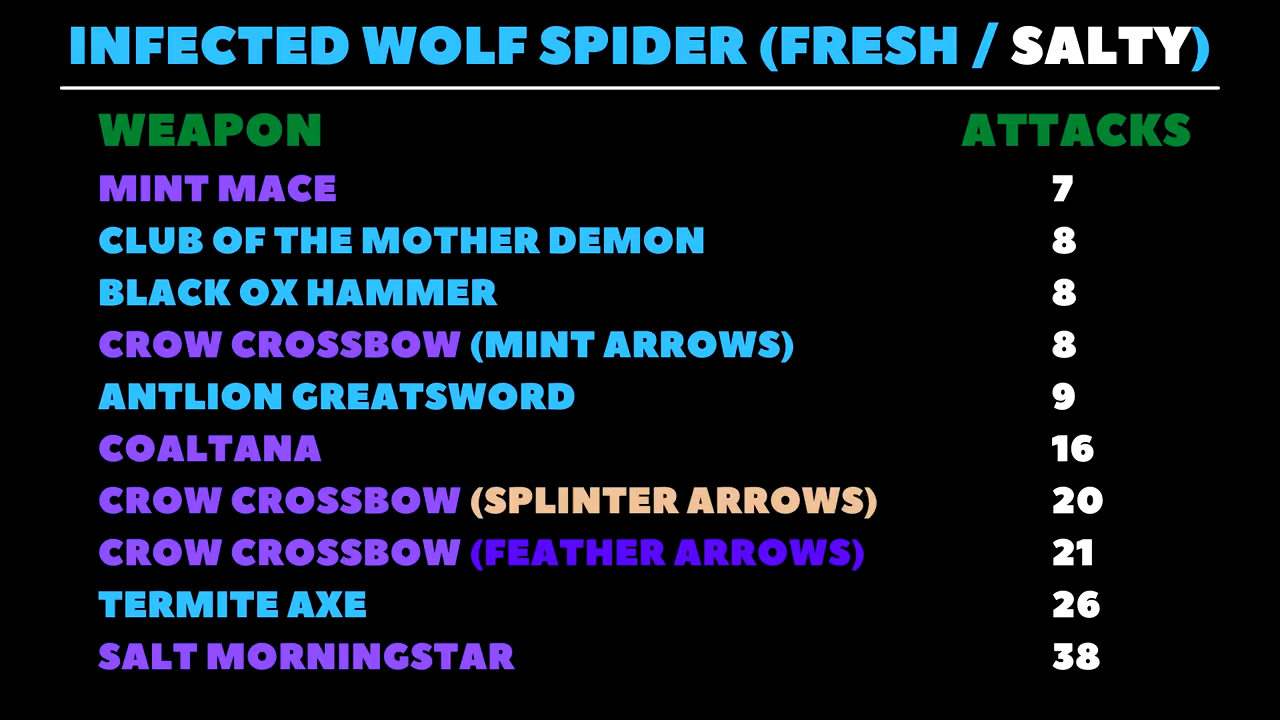 INFECTED WOLF SPIDER (FRESH / SALTY)
WEAPON ATTACKS
MINT MACE 7
CLUB OF THE MOTHER DEMON 8
BLACK OX HAMMER 8
CROW CROSSBOW (MINT ARROWS) 8
ANTLION GREATSWORD 9
COALTANA 16
CROW CROSSBOW (SPLINTER ARROWS) 20
CROW CROSSBOW (FEATHER ARROWS) 21
TERMITE AXE 26
SALT MORNINGSTAR 38